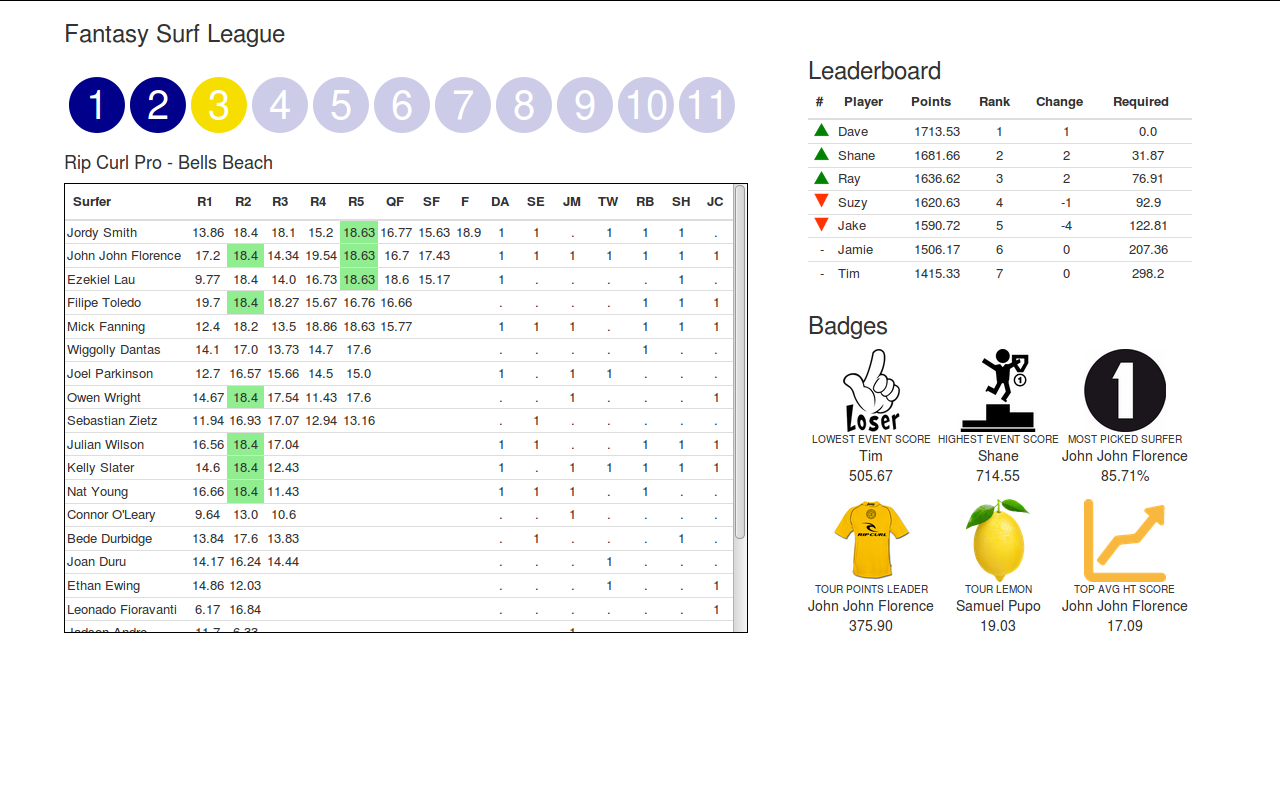 Fantasy Surf League
1 2 3 4 5 6 7 8 9 10 11
Rip Curl Pro - Bells Beach
Surfer R1 R2 R3 R4 R5 QF SF F DA SE JM TW RB SH JC
Jordy Smith 13.86 18.4 18.1 15.2 18.63 16.77 15.63 18.9 1 1 . 1 1 1 .
John John Florence 17.2 18.4 14.34 19.54 18.63 16.7 17.43 1 1 1 1 1 1 1
Ezekiel Lau 9.77 18.4 14.0 16.73 18.63 18.6 15.17 1 . . . . 1 .
Filipe Toledo 19.7 18.4 18.27 15.67 16.76 16.66 . . . . 1 1 1
Mick Fanning 12.4 18.2 13.5 18.86 18.63 15.77 1 1 1 . 1 1 1
Wiggolly Dantas 14.1 17.0 13.73 14.7 17.6 . . . . 1 . .
Joel Parkinson 12.7 16.57 15.66 14.5 15.0 1 . 1 1 . . .
Owen Wright 14.67 18.4 17.54 11.43 17.6 . . 1 . . . 1
Sebastian Zietz 11.94 16.93 17.07 12.94 13.16 . 1 . . . . .
Julian Wilson 16.56 18.4 17.04 1 1 . . 1 1 1
Kelly Slater 14.6 18.4 12.43 1 . 1 1 1 1 1
Nat Young 16.66 18.4 11.43 1 1 1 . 1 . .
Connor O'Leary 9.64 13.0 10.6 . . 1 . . . .
Bede Durbidge 13.84 17.6 13.83 . 1 . . . 1 .
Joan Duru 14.17 16.24 14.44 . . . 1 . . .
Ethan Ewing 14.86 12.03 . . . 1 . . 1
Leonado Fioravanti 6.17 16.84 . . . . . . 1
Leaderboard
# Player Points Rank Change Required
Dave 1713.53 1 1 0.0
Shane 1681.66 2 2 31.87
Ray 1636.62 3 2 76.91
Suzy 1620.63 4 -1 92.9
Jake 1590.72 5 -4 122.81
- Jamie 1506.17 6 0 207.36
- Tim 1415.33 7 0 298.2
Badges
Loser
1
1
LOWEST EVENT SCORE HIGHEST EVENT SCORE MOST PICKED SURFER
Tim Shane John John Florence
505.67 714.55 85.71%
RIP CURL
TOUR POINTS LEADER TOUR LEMON TOP AVG HT SCORE
John John Florence Samuel Pupo John John Florence
375.90 19.03 17.09